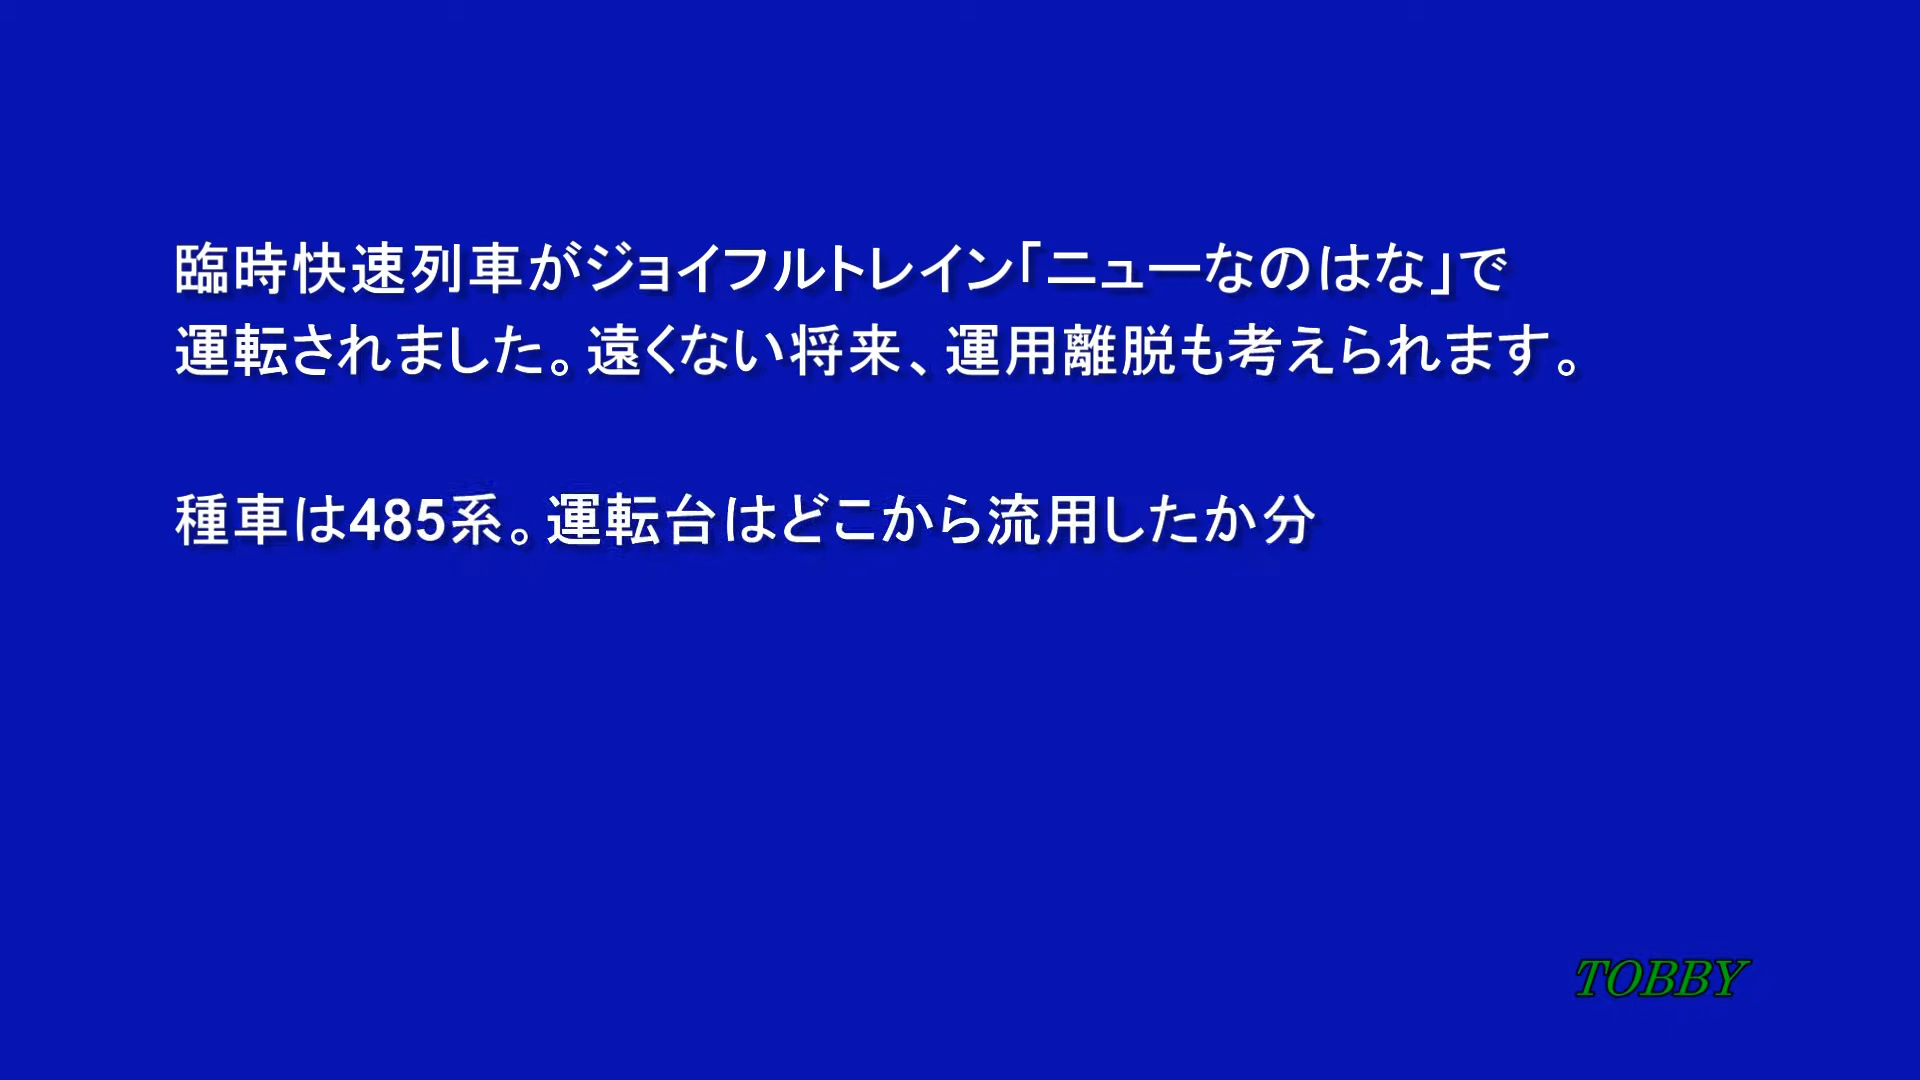 臨時快速列車がジョイフルトレイン｢ニューなのはな｣で
運転されました。遠くない将来、運用離脱も考えられます。
種車は485系。運転台はどこから流用したか分
TOBBY